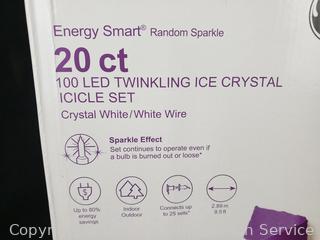 Energy Smart® Random Sparkle
20 ct
100 LED TWINKLING ICE CRYSTAL
ICICLE SET
Crystal White/White Wire
Sparkle Effect
Set continues to operate even if
a bulb is burned out or loose*
Up to 80%
energy
savings
Indoor
Outdoor
Connects up
to 25 sets*
2.89 m
9.5 ft